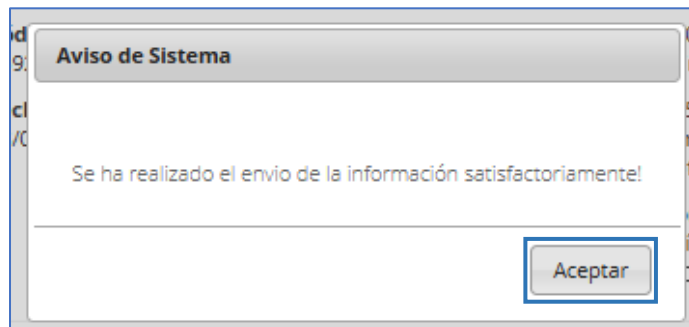 Aviso de Sistema
Se ha realizado el envio de la información satisfactoriamente!
Aceptar